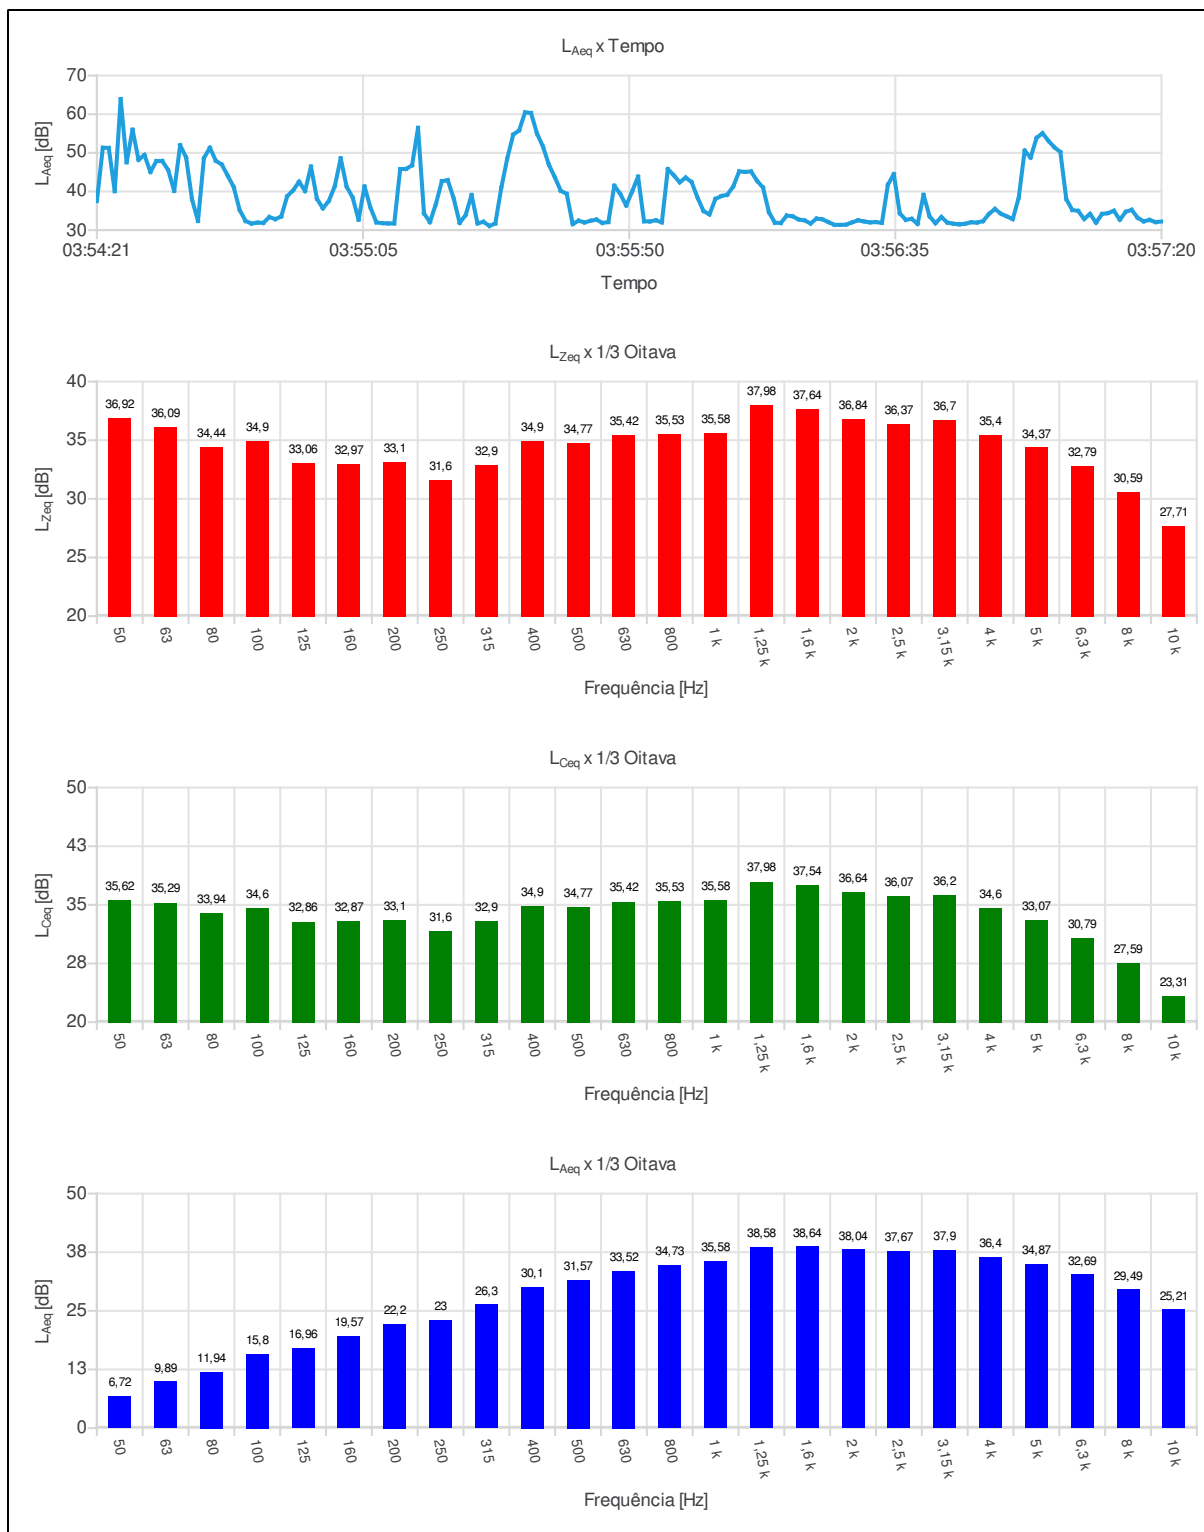 L_Aeq x Tempo
70
60
50
40
30
L_Aeq [dB]
03:54:21 03:55:05 03:55:50 03:56:35 03:57:20
Tempo
L_Zeq x 1/3 Oitava
40
35
30
25
20
L_Zeq [dB]
36,92 36,09 34,44 34,9 33,06 32,97 33,1 31,6 32,9 34,9 34,77 35,42 35,53 35,58 37,98 37,64 36,84 36,37 36,7 35,4 34,37 32,79 30,59 27,71
50 63 80 100 125 160 200 250 315 400 500 630 800 1 k 1,25 k 1,6 k 2 k 2,5 k 3,15 k 4 k 5 k 6,3 k 8 k 10 k
Frequência [Hz]
L_Ceq x 1/3 Oitava
50
43
35
28
20
L_Ceq [dB]
35,62 35,29 33,94 34,6 32,86 32,87 33,1 31,6 32,9 34,9 34,77 35,42 35,53 35,58 37,98 37,54 36,64 36,07 36,2 34,6 33,07 30,79 27,59 23,31
50 63 80 100 125 160 200 250 315 400 500 630 800 1 k 1,25 k 1,6 k 2 k 2,5 k 3,15 k 4 k 5 k 6,3 k 8 k 10 k
Frequência [Hz]
L_Aeq x 1/3 Oitava
50
38
25
13
0
L_Aeq [dB]
6,72 9,89 11,94 15,8 16,96 19,57 22,2 23 26,3 30,1 31,57 33,52 34,73 35,58 38,58 38,64 38,04 37,67 37,9 36,4 34,87 32,69 29,49 25,21
50 63 80 100 125 160 200 250 315 400 500 630 800 1 k 1,25 k 1,6 k 2 k 2,5 k 3,15 k 4 k 5 k 6,3 k 8 k 10 k
Frequência [Hz]